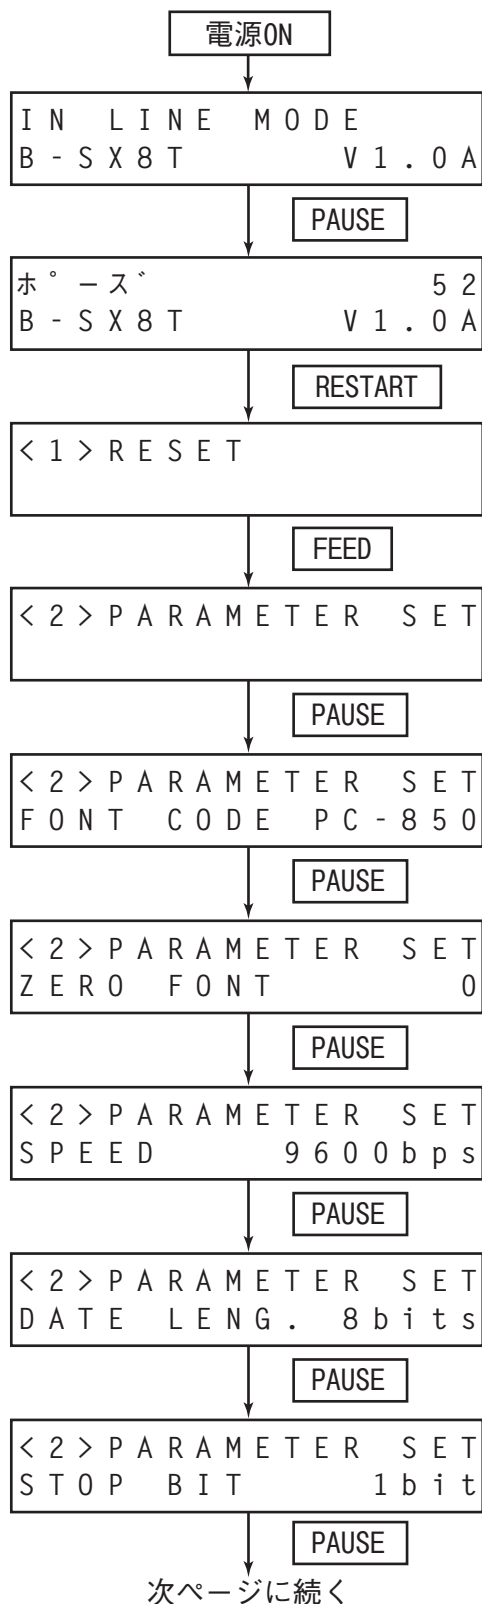 電源ON
IN LINE MODE
B-SX8T V1.0A
PAUSE
ホ゜ーズ 52
B-SX8T V1.0A
RESTART
<1>RESET
FEED
<2>PARAMETER SET
PAUSE
<2>PARAMETER SET
FONT CODE PC-850
PAUSE
<2>PARAMETER SET
ZERO FONT 0
PAUSE
<2>PARAMETER SET
SPEED 9600bps
PAUSE
<2>PARAMETER SET
DATE LENG. 8bits
PAUSE
<2>PARAMETER SET
STOP BIT 1bit
PAUSE
次ページに続く